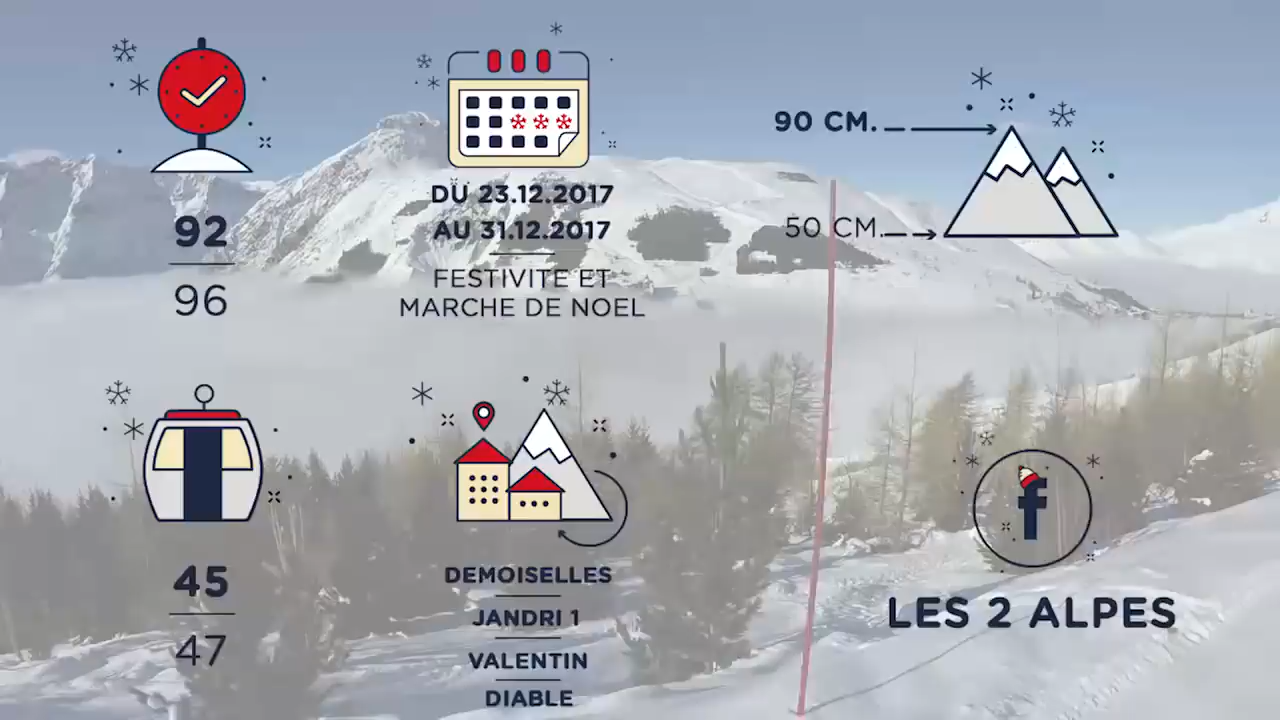 92
96
DU 23.12.2017
AU 31.12.2017
FESTIVITE ET
MARCHE DE NOEL
90 CM.
50 CM.
45
47
DEMOISELLES
JANDRI 1
VALENTIN
DIABLE
f
LES 2 ALPES